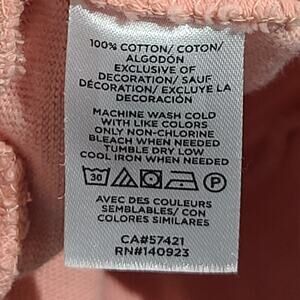 100% COTTON/ COTON/
ALGODÓN
EXCLUSIVE OF
DECORATION/ SAUF
DÉCORATION/ EXCLUYE LA
DECORACIÓN
MACHINE WASH COLD
WITH LIKE COLORS
ONLY NON-CHLORINE
BLEACH WHEN NEEDED
TUMBLE DRY LOW
COOL IRON WHEN NEEDED
30 P
AVEC DES COULEURS
SEMBLABLES/ CON
COLORES SIMILARES
CA#57421
RN#140923